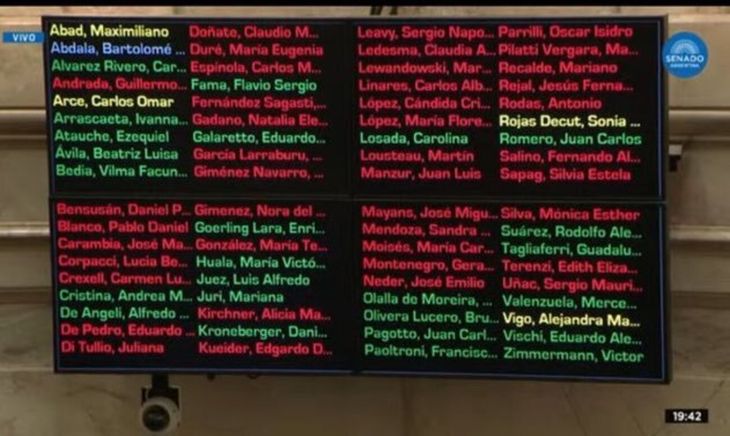 VIVO
Abad, Maximiliano
Abdala, Bartolomé ...
Alvarez Rivero, Car...
Andrada, Guillermo...
Arce, Carlos Omar
Arrascaeta, Ivanna...
Atauche, Ezequiel
Ávila, Beatriz Luisa
Bedia, Vilma Facun...
Doñate, Claudio M...
Duré, María Eugenia
Espínola, Carlos M...
Fama, Flavio Sergio
Fernández Sagasti,...
Gadano, Natalia Ele...
Galaretto, Eduardo...
García Larraburu, ...
Giménez Navarro, ...
Leavy, Sergio Napo...
Ledesma, Claudia A...
Lewandowski, Mar...
Linares, Carlos Alb...
López, Cándida Cri...
López, María Flore...
Losada, Carolina
Lousteau, Martín
Manzur, Juan Luis
Parrilli, Oscar Isidro
Pilatti Vergara, Ma...
Recalde, Mariano
Rejal, Jesús Ferna...
Rodas, Antonio
Rojas Decut, Sonia ...
Romero, Juan Carlos
Salino, Fernando Al...
Sapag, Silvia Estela
SENADO
ARGENTINA
Bensusán, Daniel P...
Blanco, Pablo Daniel
Carambia, José Ma...
Corpacci, Lucia Be...
Crexell, Carmen Lu...
Cristina, Andrea M...
De Angeli, Alfredo ...
De Pedro, Eduardo ...
Di Tullio, Juliana
Gimenez, Nora del ...
Goerling Lara, Enri...
González, María Te...
Huala, María Victó...
Juez, Luis Alfredo
Juri, Mariana
Kirchner, Alicia Ma...
Kroneberger, Dani...
Kueider, Edgardo D...
Mayans, José Migu...
Mendoza, Sandra ...
Moisés, María Car...
Montenegro, Gera...
Neder, José Emilio
Olalla de Moreira, ...
Olivera Lucero, Bru...
Pagotto, Juan Carl...
Paoltroni, Francisc...
Silva, Mónica Esther
Suárez, Rodolfo Ale...
Tagliaferri, Guadalu...
Terenzi, Edith Eliza...
Uñac, Sergio Mauri...
Valenzuela, Merce...
Vigo, Alejandra Ma...
Vischi, Eduardo Ale...
Zimmermann, Victor
19:42